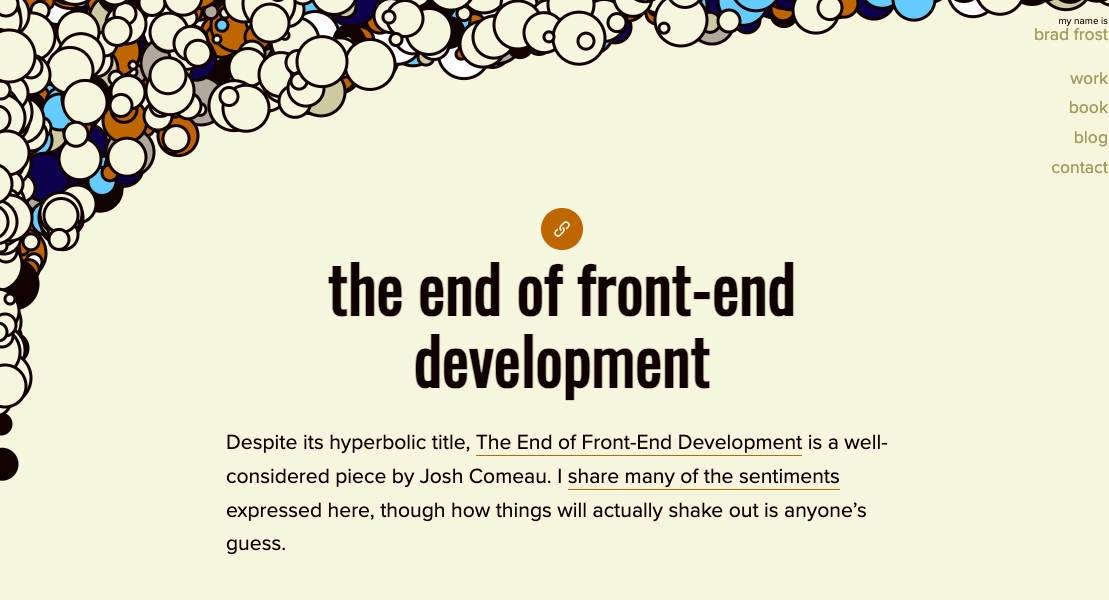 my name is
brad frost
work
book
blog
contact
the end of front-end
development
Despite its hyperbolic title, The End of Front-End Development is a well-
considered piece by Josh Comeau. I share many of the sentiments
expressed here, though how things will actually shake out is anyone’s
guess.